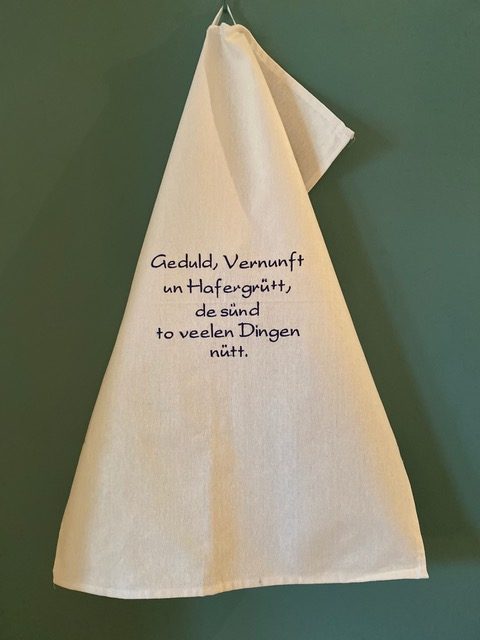 Geduld, Vernunft
un Hafergrütt,
de sünd
to veelen Dingen
nütt.